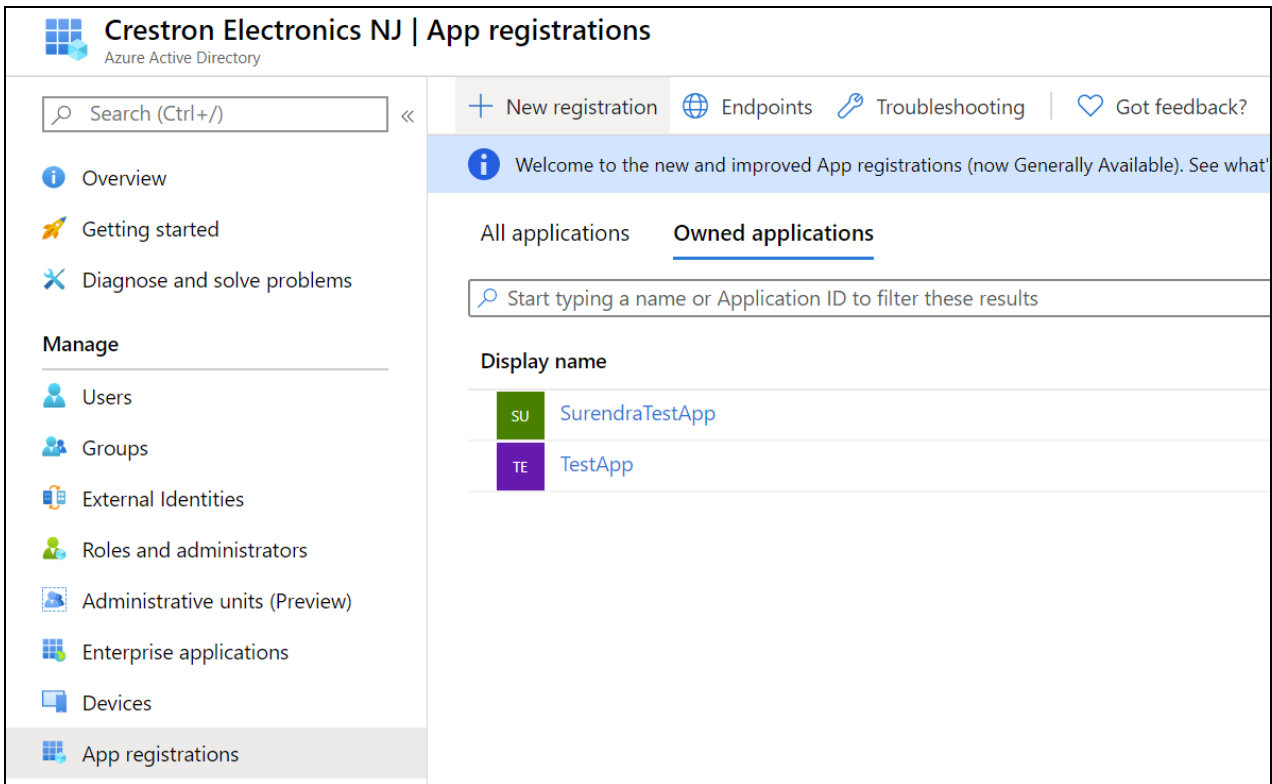 Crestron Electronics NJ | App registrations
Azure Active Directory
Search (Ctrl+/)
«
Overview
Getting started
Diagnose and solve problems
Manage
Users
Groups
External Identities
Roles and administrators
Administrative units (Preview)
Enterprise applications
Devices
App registrations
New registration
Endpoints
Troubleshooting
Got feedback?
Welcome to the new and improved App registrations (now Generally Available). See what'
All applications
Owned applications
Start typing a name or Application ID to filter these results
Display name
SU
SurendraTestApp
TE
TestApp